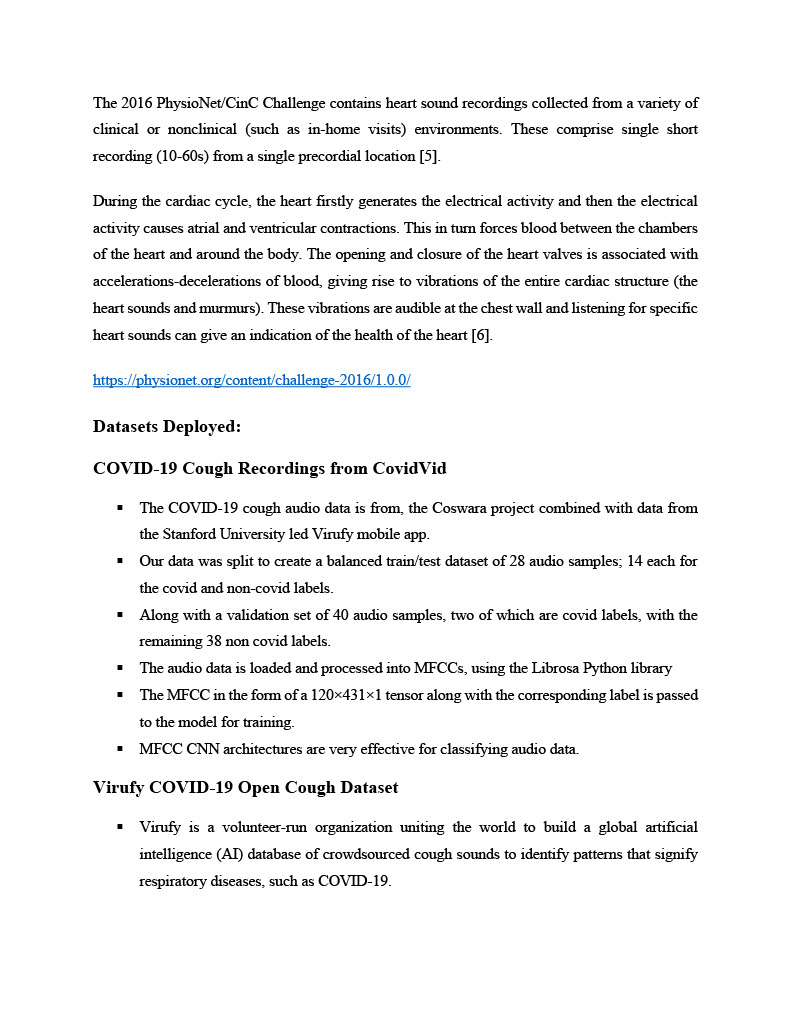 The 2016 PhysioNet/CinC Challenge contains heart sound recordings collected from a variety of
clinical or nonclinical (such as in-home visits) environments. These comprise single short
recording (10-60s) from a single precordial location [5].
During the cardiac cycle, the heart firstly generates the electrical activity and then the electrical
activity causes atrial and ventricular contractions. This in turn forces blood between the chambers
of the heart and around the body. The opening and closure of the heart valves is associated with
accelerations-decelerations of blood, giving rise to vibrations of the entire cardiac structure (the
heart sounds and murmurs). These vibrations are audible at the chest wall and listening for specific
heart sounds can give an indication of the health of the heart [6].
https://physionet.org/content/challenge-2016/1.0.0/
Datasets Deployed:
COVID-19 Cough Recordings from CovidVid
▪ The COVID-19 cough audio data is from, the Coswara project combined with data from
the Stanford University led Virufy mobile app.
▪ Our data was split to create a balanced train/test dataset of 28 audio samples; 14 each for
the covid and non-covid labels.
▪ Along with a validation set of 40 audio samples, two of which are covid labels, with the
remaining 38 non covid labels.
▪ The audio data is loaded and processed into MFCCs, using the Librosa Python library
▪ The MFCC in the form of a 120×431×1 tensor along with the corresponding label is passed
to the model for training.
▪ MFCC CNN architectures are very effective for classifying audio data.
Virufy COVID-19 Open Cough Dataset
▪ Virufy is a volunteer-run organization uniting the world to build a global artificial
intelligence (AI) database of crowdsourced cough sounds to identify patterns that signify
respiratory diseases, such as COVID-19.